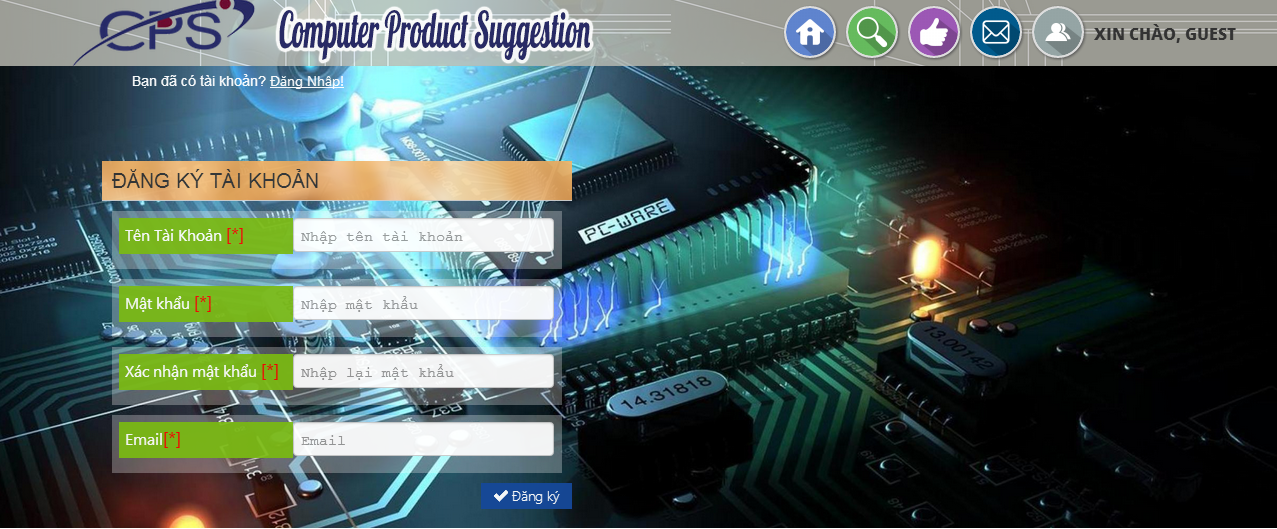 CPS Computer Product Suggestion
XIN CHÀO, GUEST
Bạn đã có tài khoản? Đăng Nhập!
ĐĂNG KÝ TÀI KHOẢN
Tên Tài Khoản [*] Nhập tên tài khoản
Mật khẩu [*] Nhập mật khẩu
Xác nhận mật khẩu [*] Nhập lại mật khẩu
Email[*] Email
Đăng ký
PC-WARE
14.31818
13.00142